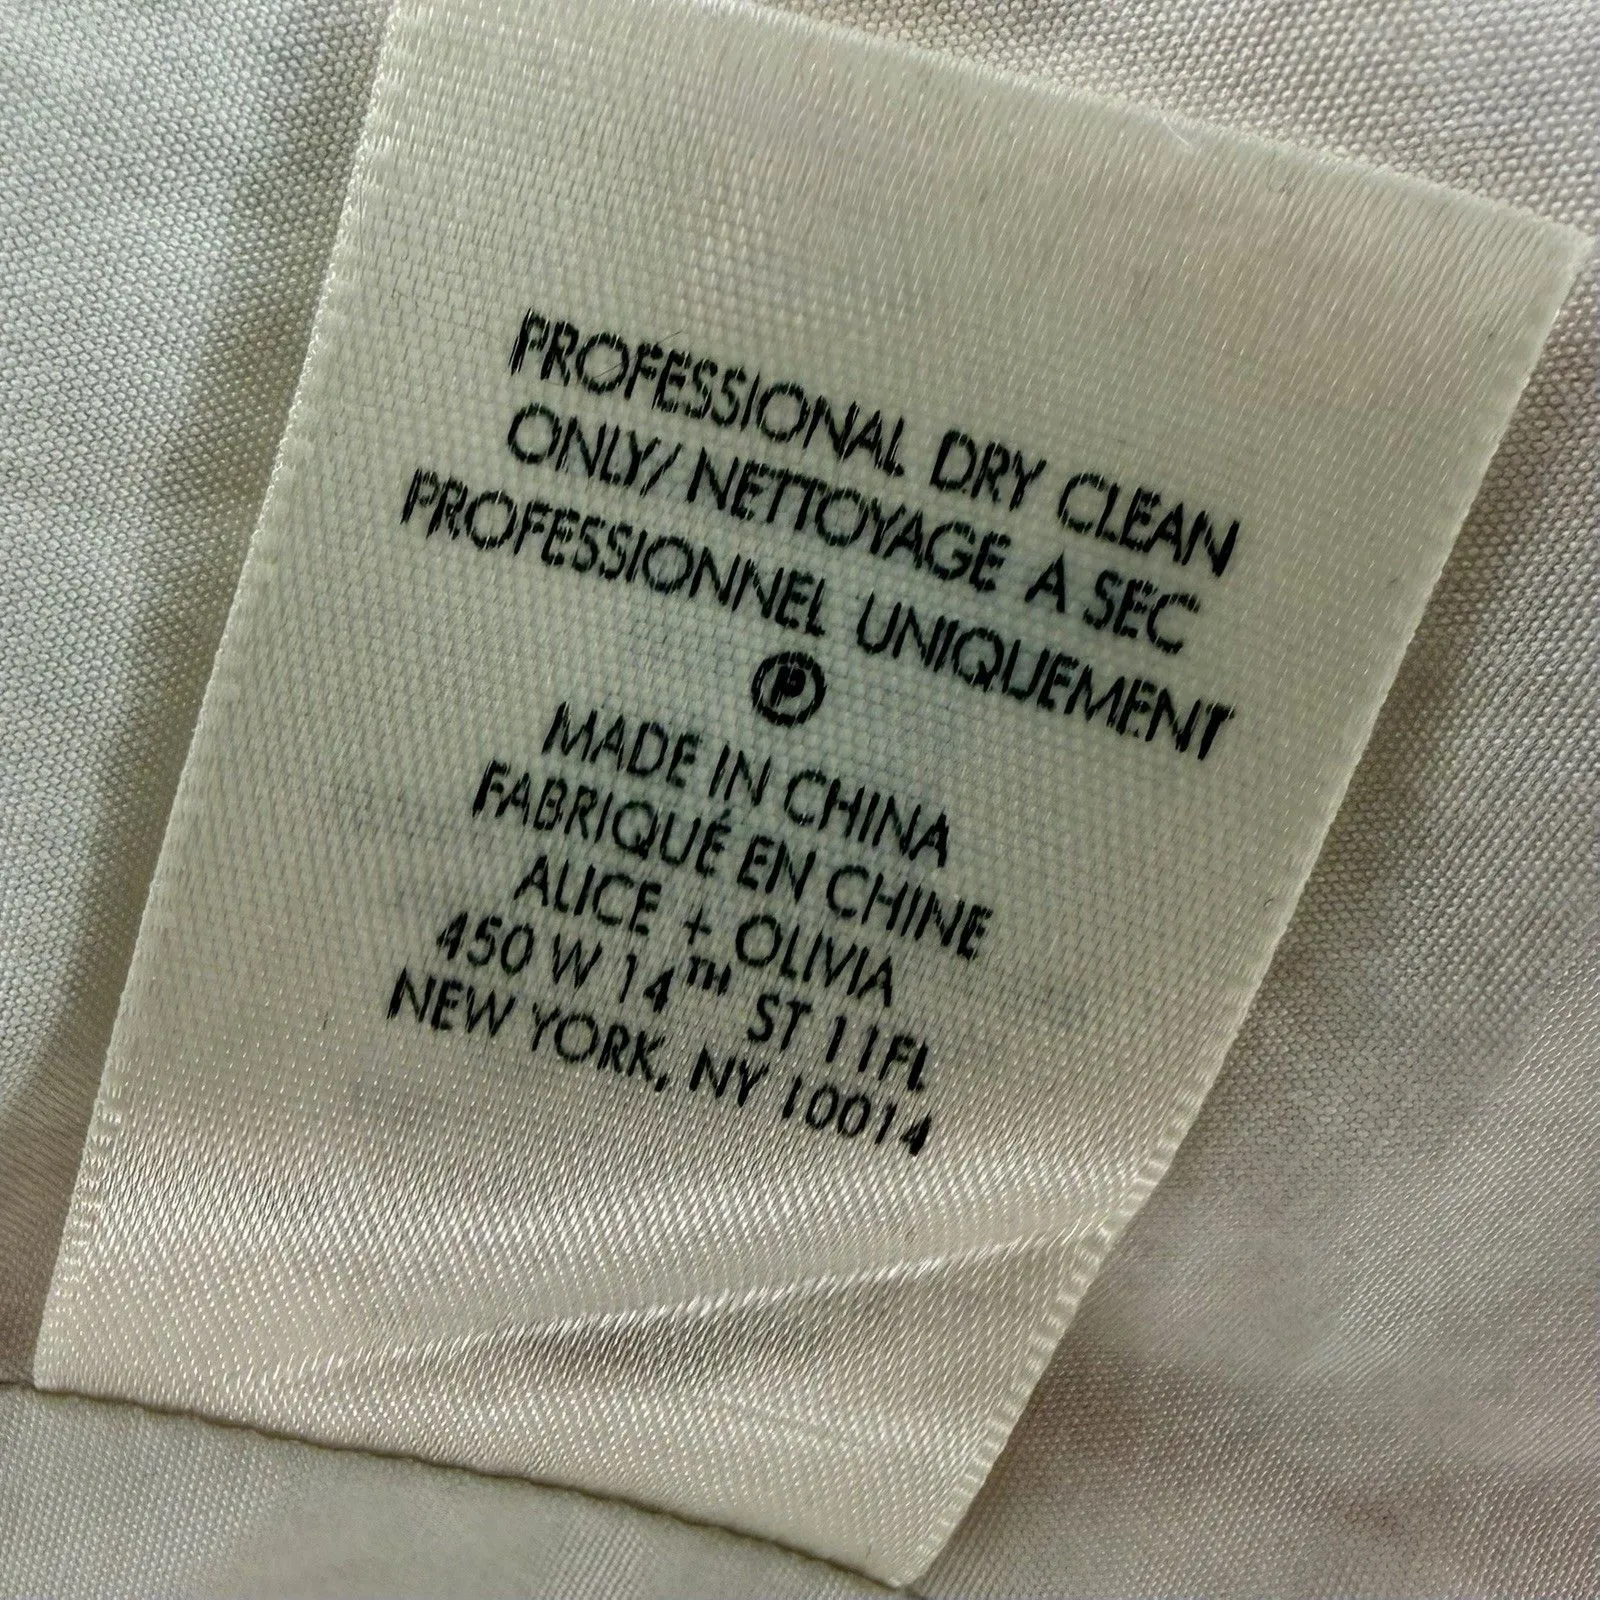 PROFESSIONAL DRY CLEAN
ONLY/ NETTOYAGE A SEC
PROFESSIONNEL UNIQUEMENT
P
MADE IN CHINA
FABRIQUÉ EN CHINE
ALICE + OLIVIA
450 W 14TH ST 11FL
NEW YORK, NY 10014